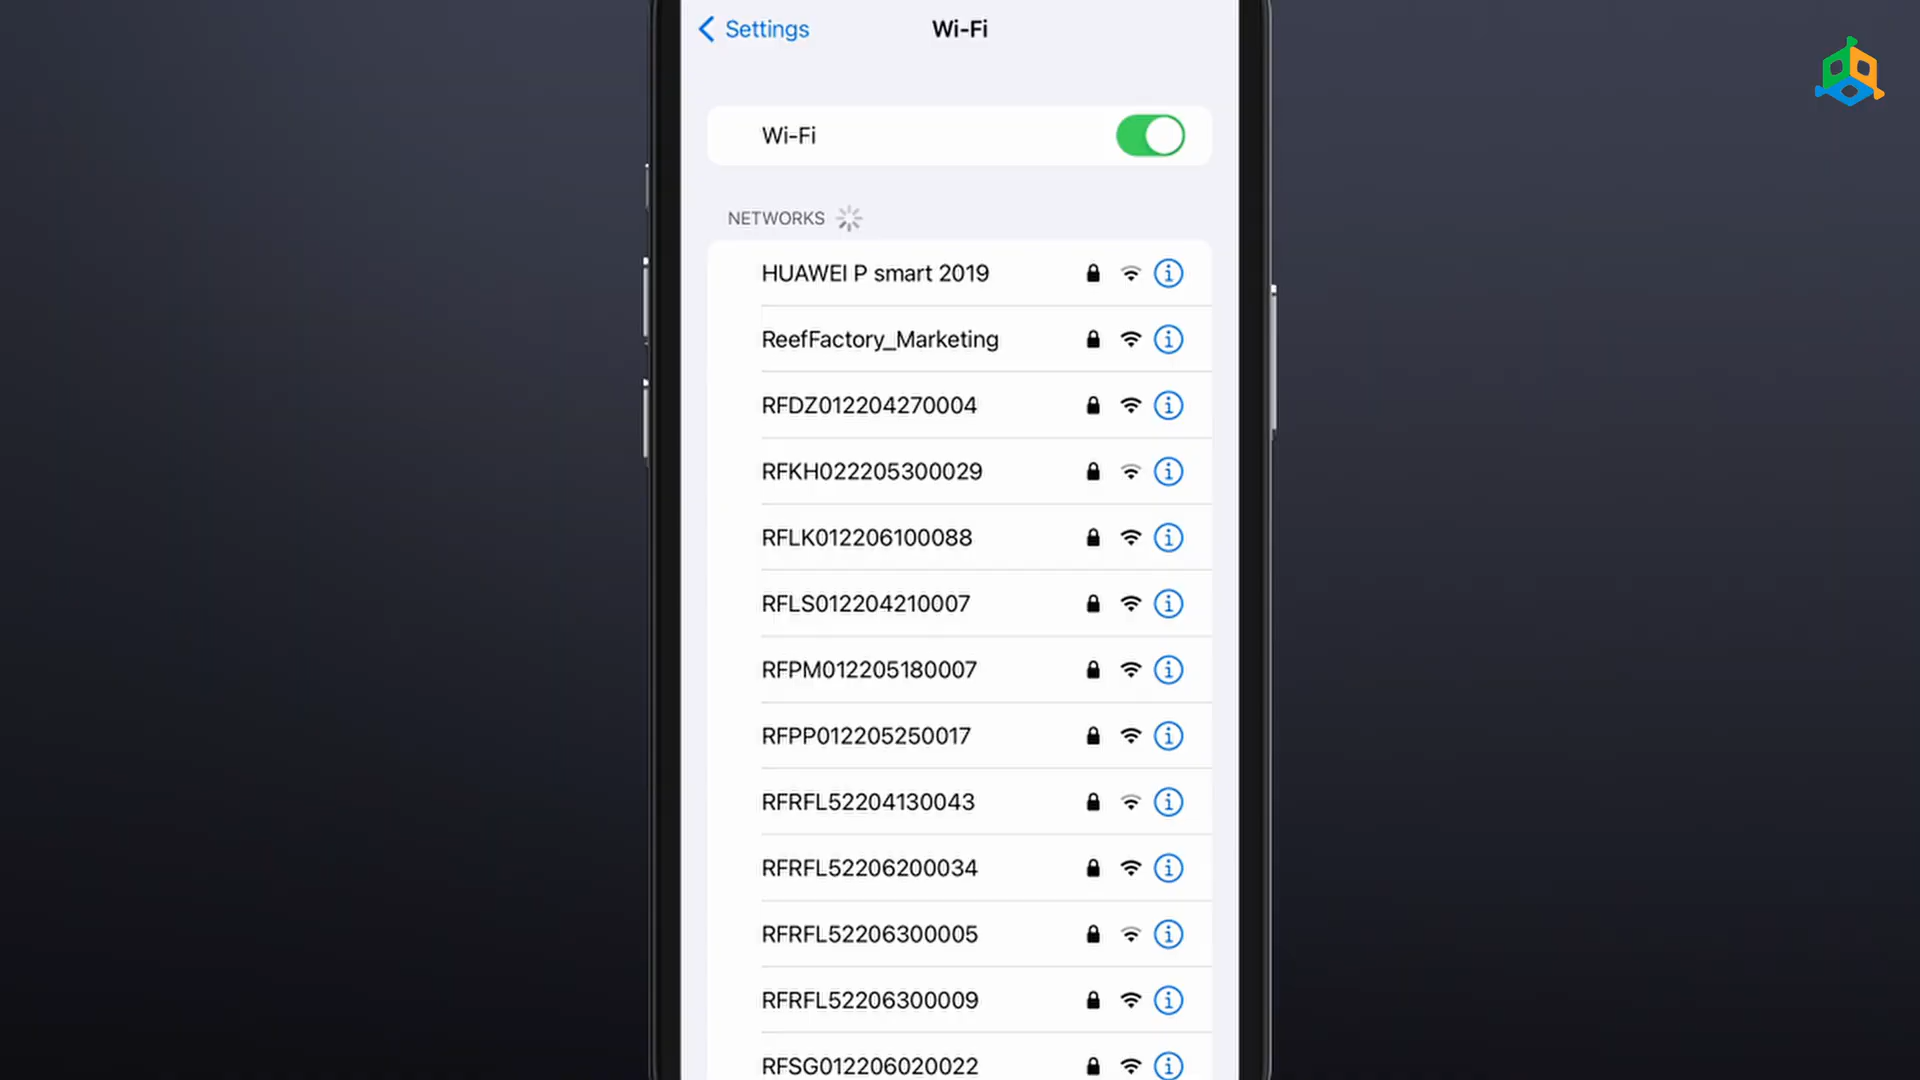 Settings
Wi-Fi
Wi-Fi
NETWORKS
HUAWEI P smart 2019
ReefFactory_Marketing
RFDZ012204270004
RFKH022205300029
RFLK012206100088
RFLS012204210007
RFPM012205180007
RFPP012205250017
RFRFL52204130043
RFRFL52206200034
RFRFL52206300005
RFRFL52206300009
RFSG012206020022